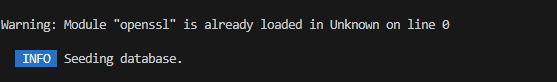 Warning: Module "openssl" is already loaded in Unknown on line 0
INFO Seeding database.